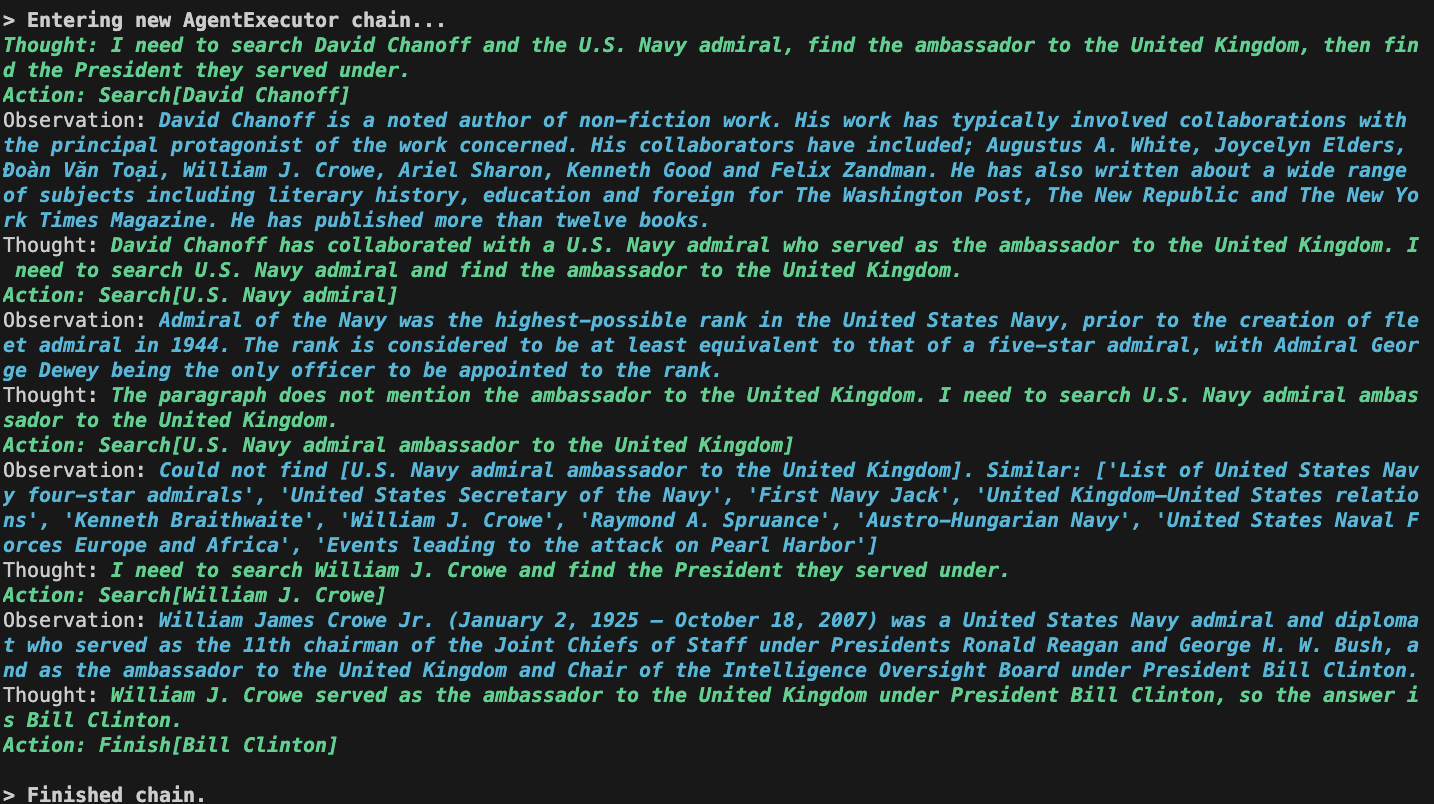 > Entering new AgentExecutor chain...
Thought: I need to search David Chanoff and the U.S. Navy admiral, find the ambassador to the United Kingdom, then fin
d the President they served under.
Action: Search[David Chanoff]
Observation: David Chanoff is a noted author of non-fiction work. His work has typically involved collaborations with
the principal protagonist of the work concerned. His collaborators have included; Augustus A. White, Joycelyn Elders,
Đoàn Văn Toại, William J. Crowe, Ariel Sharon, Kenneth Good and Felix Zandman. He has also written about a wide range
of subjects including literary history, education and foreign for The Washington Post, The New Republic and The New Yo
rk Times Magazine. He has published more than twelve books.
Thought: David Chanoff has collaborated with a U.S. Navy admiral who served as the ambassador to the United Kingdom. I
 need to search U.S. Navy admiral and find the ambassador to the United Kingdom.
Action: Search[U.S. Navy admiral]
Observation: Admiral of the Navy was the highest-possible rank in the United States Navy, prior to the creation of fle
et admiral in 1944. The rank is considered to be at least equivalent to that of a five-star admiral, with Admiral Geor
ge Dewey being the only officer to be appointed to the rank.
Thought: The paragraph does not mention the ambassador to the United Kingdom. I need to search U.S. Navy admiral ambas
sador to the United Kingdom.
Action: Search[U.S. Navy admiral ambassador to the United Kingdom]
Observation: Could not find [U.S. Navy admiral ambassador to the United Kingdom]. Similar: ['List of United States Nav
y four-star admirals', 'United States Secretary of the Navy', 'First Navy Jack', 'United Kingdom–United States relatio
ns', 'Kenneth Braithwaite', 'William J. Crowe', 'Raymond A. Spruance', 'Austro-Hungarian Navy', 'United States Naval F
orces Europe and Africa', 'Events leading to the attack on Pearl Harbor']
Thought: I need to search William J. Crowe and find the President they served under.
Action: Search[William J. Crowe]
Observation: William James Crowe Jr. (January 2, 1925 – October 18, 2007) was a United States Navy admiral and diploma
t who served as the 11th chairman of the Joint Chiefs of Staff under Presidents Ronald Reagan and George H. W. Bush, a
nd as the ambassador to the United Kingdom and Chair of the Intelligence Oversight Board under President Bill Clinton.
Thought: William J. Crowe served as the ambassador to the United Kingdom under President Bill Clinton, so the answer i
s Bill Clinton.
Action: Finish[Bill Clinton]
> Finished chain.